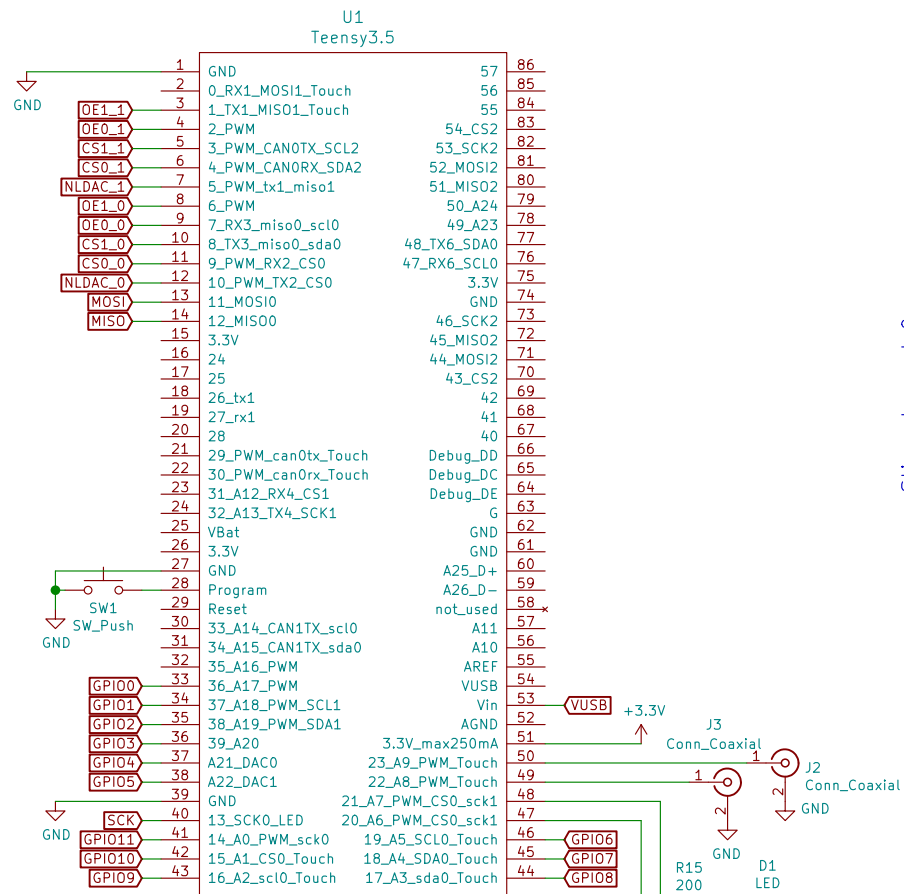 U1
Teensy3.5
1 GND 57 86
GND 2 0_RX1_MOSI1_Touch 56 85
OE1_1 3 1_TX1_MISO1_Touch 55 84
OE0_1 4 2_PWM 54_CS2 83
CS1_1 5 3_PWM_CAN0TX_SCL2 53_SCK2 82
CS0_1 6 4_PWM_CAN0RX_SDA2 52_MOSI2 81
NLDAC_1 7 5_PWM_tx1_miso1 51_MISO2 80
OE1_0 8 6_PWM 50_A24 79
OE0_0 9 7_RX3_miso0_scl0 49_A23 78
CS1_0 10 8_TX3_miso0_sda0 48_TX6_SDA0 77
CS0_0 11 9_PWM_RX2_CS0 47_RX6_SCL0 76
NLDAC_0 12 10_PWM_TX2_CS0 3.3V 75
MOSI 13 11_MOSI0 GND 74
MISO 14 12_MISO0 46_SCK2 73
15 3.3V 45_MISO2 72
16 24 44_MOSI2 71
17 25 43_CS2 70
18 26_tx1 42 69
19 27_rx1 41 68
20 28 40 67
21 29_PWM_can0tx_Touch Debug_DD 66
22 30_PWM_can0rx_Touch Debug_DC 65
23 31_A12_RX4_CS1 Debug_DE 64
24 32_A13_TX4_SCK1 G 63
25 VBat GND 62
26 3.3V GND 61
27 GND A25_D+ 60
28 Program A26_D- 59
SW1 29 Reset not_used 58
SW_Push 30 33_A14_CAN1TX_scl0 A11 57
GND 31 34_A15_CAN1TX_sda0 A10 56
32 35_A16_PWM AREF 55
GPIO0 33 36_A17_PWM VUSB 54
GPIO1 34 37_A18_PWM_SCL1 Vin 53 VUSB
GPIO2 35 38_A19_PWM_SDA1 AGND 52 +3.3V
GPIO3 36 39_A20 3.3V_max250mA 51 J3 Conn_Coaxial
GPIO4 37 A21_DAC0 23_A9_PWM_Touch 50 1 J2
GPIO5 38 A22_DAC1 22_A8_PWM_Touch 49 1 2 Conn_Coaxial
39 GND 21_A7_PWM_CS0_sck1 48 2 GND
GND SCK 40 13_SCK0_LED 20_A6_PWM_CS0_sck1 47
GPIO11 41 14_A0_PWM_sck0 19_A5_SCL0_Touch 46 GPIO6 GND
GPIO10 42 15_A1_CS0_Touch 18_A4_SDA0_Touch 45 GPIO7 R15 D1
GPIO9 43 16_A2_scl0_Touch 17_A3_sda0_Touch 44 GPIO8 200 LED